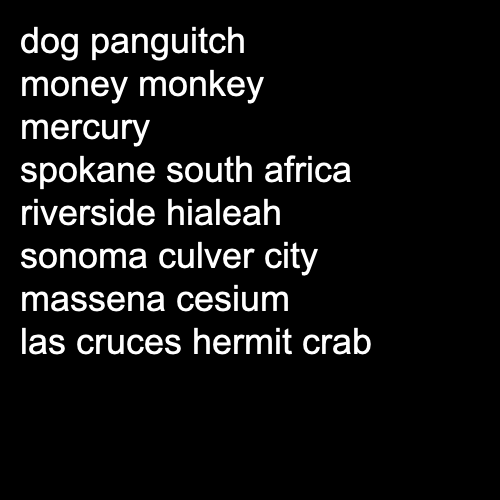 dog panguitch
money monkey
mercury
spokane south africa
riverside hialeah
sonoma culver city
massena cesium
las cruces hermit crab